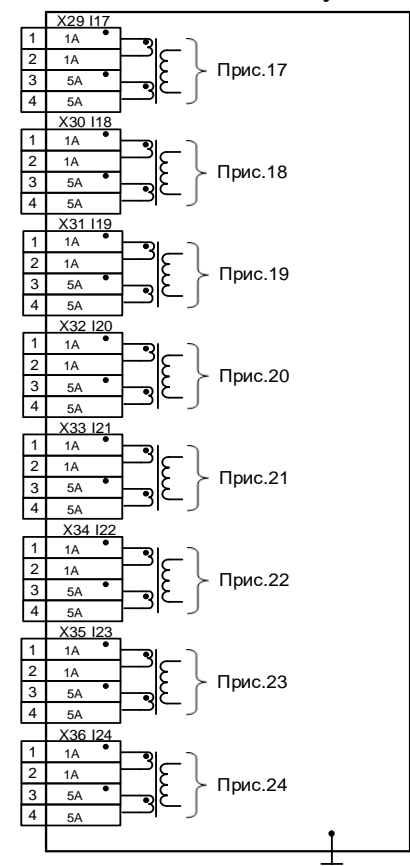 X29 I17
1 1A
2 1A
3 5A
4 5A
Прис.17
X30 I18
1 1A
2 1A
3 5A
4 5A
Прис.18
X31 I19
1 1A
2 1A
3 5A
4 5A
Прис.19
X32 I20
1 1A
2 1A
3 5A
4 5A
Прис.20
X33 I21
1 1A
2 1A
3 5A
4 5A
Прис.21
X34 I22
1 1A
2 1A
3 5A
4 5A
Прис.22
X35 I23
1 1A
2 1A
3 5A
4 5A
Прис.23
X36 I24
1 1A
2 1A
3 5A
4 5A
Прис.24